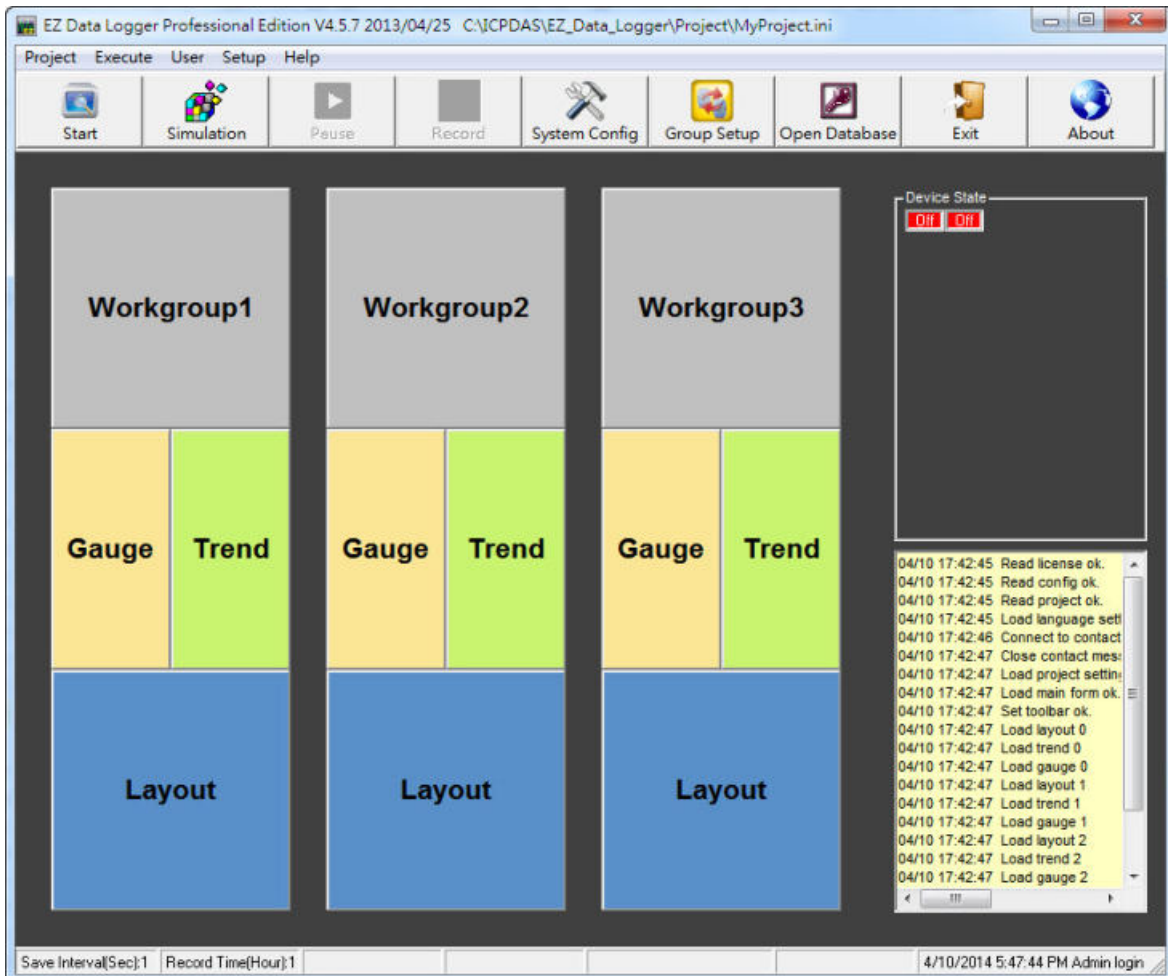 EZ Data Logger Professional Edition V4.5.7 2013/04/25 C:\ICPDAS\EZ_Data_Logger\Project\MyProject.ini
Project Execute User Setup Help
Start Simulation Pause Record System Config Group Setup Open Database Exit About
Workgroup1 Workgroup2 Workgroup3
Gauge Trend Gauge Trend Gauge Trend
Layout Layout Layout
Device State
Off Off
04/10 17:42:45 Read license ok.
04/10 17:42:45 Read config ok.
04/10 17:42:45 Read project ok.
04/10 17:42:45 Load language sett
04/10 17:42:46 Connect to contact
04/10 17:42:47 Close contact mes
04/10 17:42:47 Load project setting
04/10 17:42:47 Load main form ok.
04/10 17:42:47 Set toolbar ok.
04/10 17:42:47 Load layout 0
04/10 17:42:47 Load trend 0
04/10 17:42:47 Load gauge 0
04/10 17:42:47 Load layout 1
04/10 17:42:47 Load trend 1
04/10 17:42:47 Load gauge 1
04/10 17:42:47 Load layout 2
04/10 17:42:47 Load trend 2
04/10 17:42:47 Load gauge 2
Save Interval(Sec):1 Record Time(Hour):1 4/10/2014 5:47:44 PM Admin login